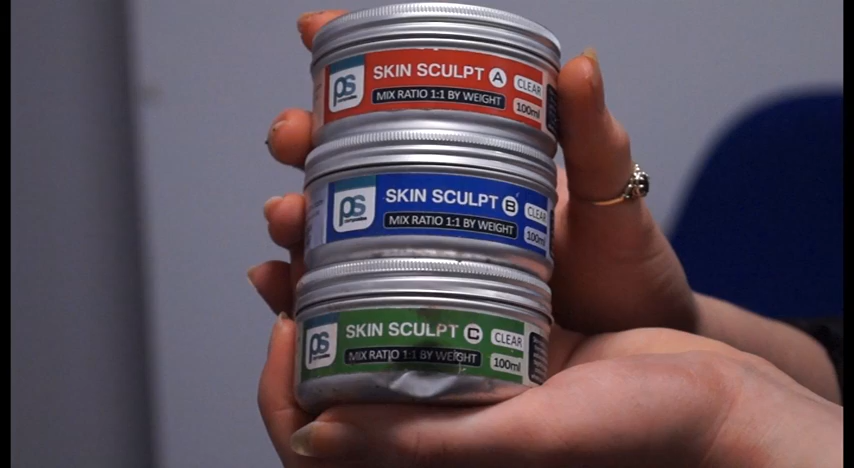 ps
SKIN SCULPT A
CLEAR
MIX RATIO 1:1 BY WEIGHT
100ml
ps
SKIN SCULPT B
CLEAR
MIX RATIO 1:1 BY WEIGHT
100ml
ps
SKIN SCULPT C
CLEAR
MIX RATIO 1:1 BY WEIGHT
100ml